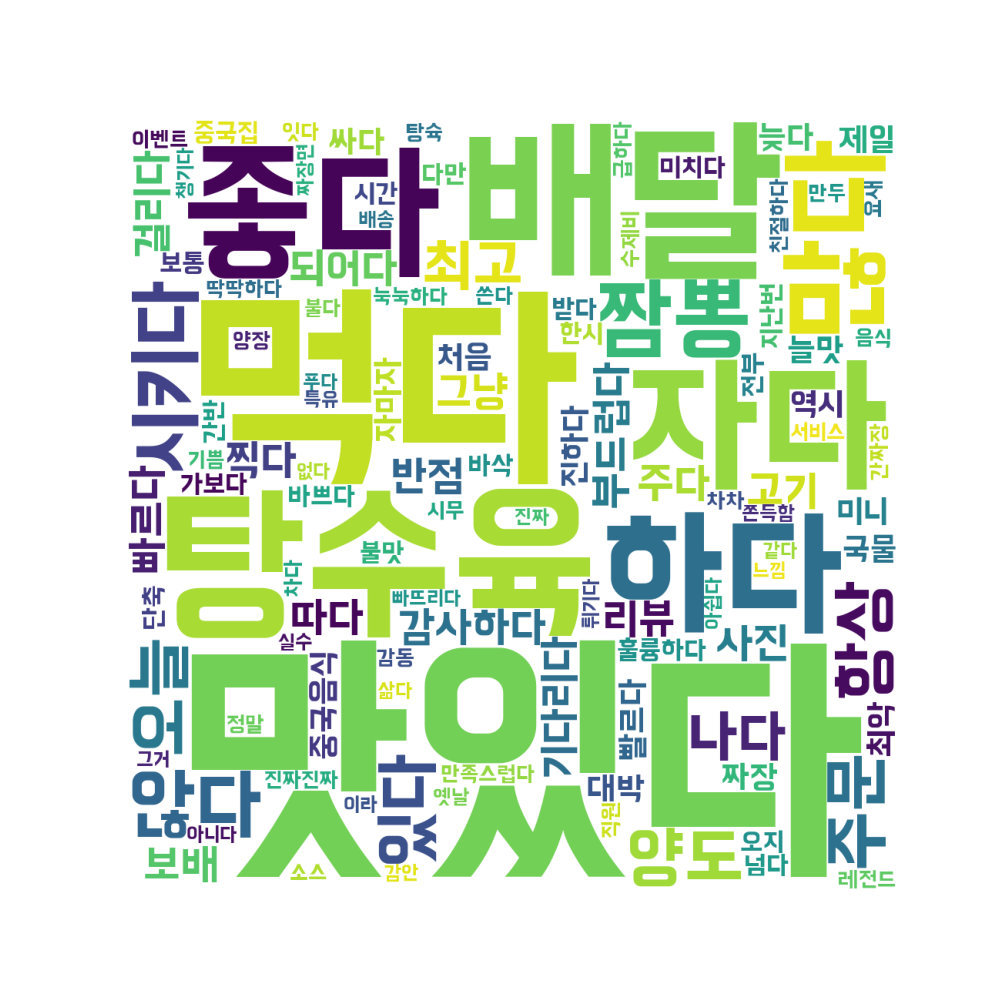 이벤트
중국집
잇다
탕슉
싸다
급하다
늦다
제일
걸리다
챙기다
짜장면
좋다
시간
배송
다만
배달
미치다
만두
요새
친절하다
많다
수제비
보통
되어다
최고
딱딱하다
눅눅하다
불다
쓴다
받다
한시
짬뽕
지난번
늘맛
음식
시키다
먹다
양장
처음
그냥
푸다
특유
자마자
간반
부드럽다
자다
전부
역시
서비스
간짜장
찢다
기쁨
가보다
없다
반점
바삭
진하다
주다
고기
차차
쫀득함
미니
빠르다
바쁘다
시무
진짜
탕수육
불맛
차다
하다
같다
느낌
국물
단축
따다
빠뜨리다
튀기다
아쉽다
리뷰
감사하다
실수
감동
훌륭하다
사진
항상
오늘
중국음식
삶다
맛있다
정말
기다리다
빨르다
나다
최악
그거
진짜진짜
만족스럽다
짜장
대박
않다
아니다
이라
있다
옛날
직원
주문
보배
소스
감안
양도
오지
넘다
레전드